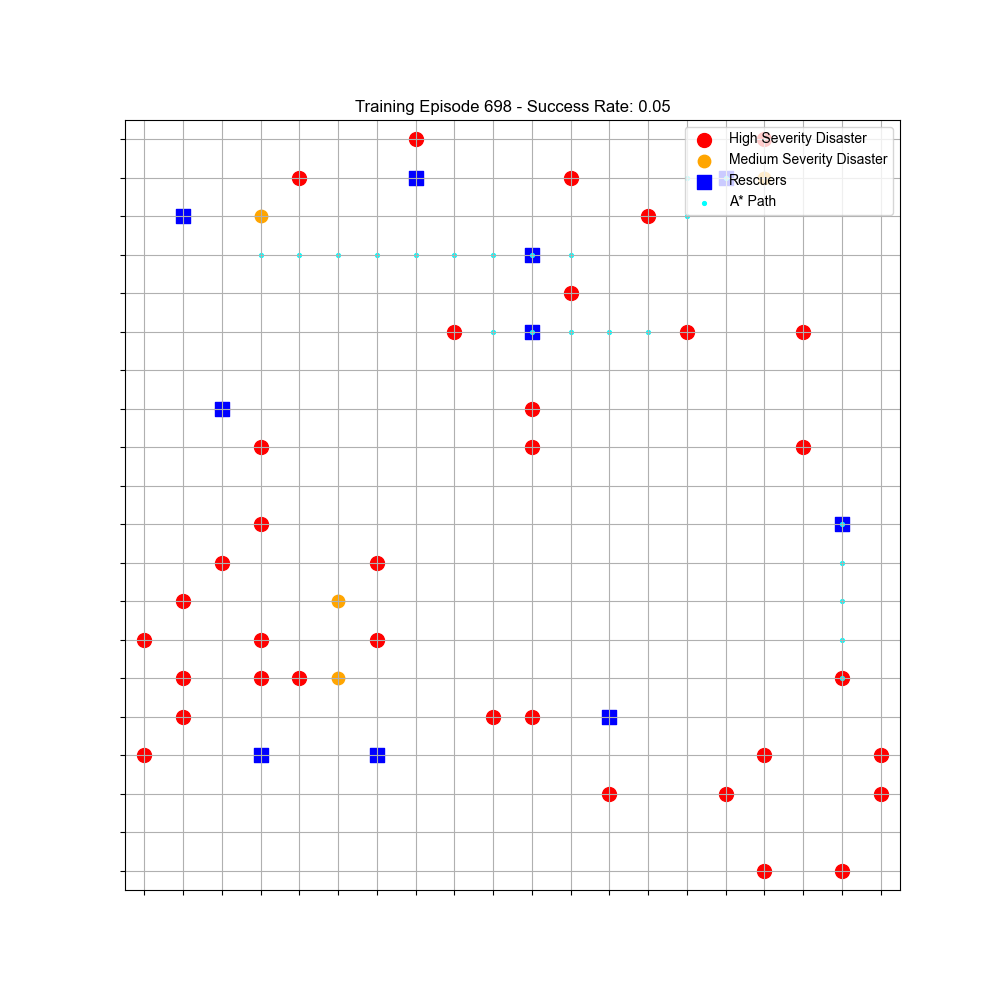 Training Episode 698 - Success Rate: 0.05
High Severity Disaster
Medium Severity Disaster
Rescuers
A* Path